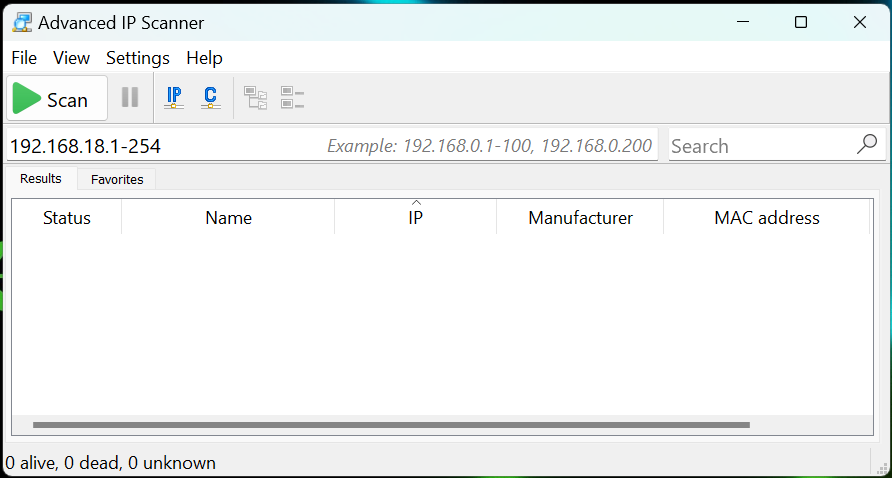 Advanced IP Scanner
File View Settings Help
Scan IP C
192.168.18.1-254 Example: 192.168.0.1-100, 192.168.0.200 Search
Results Favorites
Status Name IP Manufacturer MAC address
0 alive, 0 dead, 0 unknown